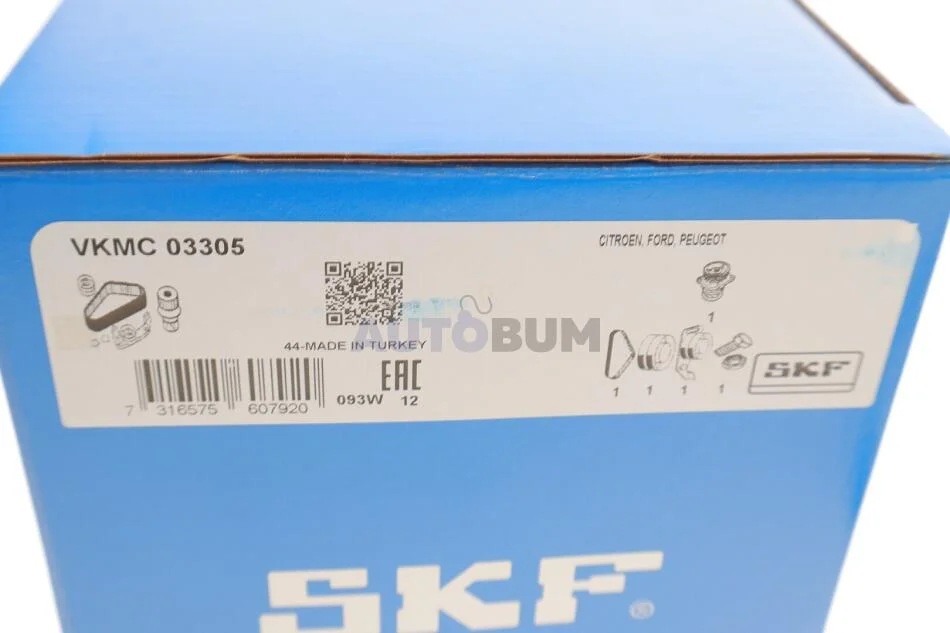 VKMC 03305
CITROEN, FORD, PEUGEOT
1
AUTOBUM
44-MADE IN TURKEY
EAC
SKF
1 1 1 1
7 316575 607920
093W 12
SKF®